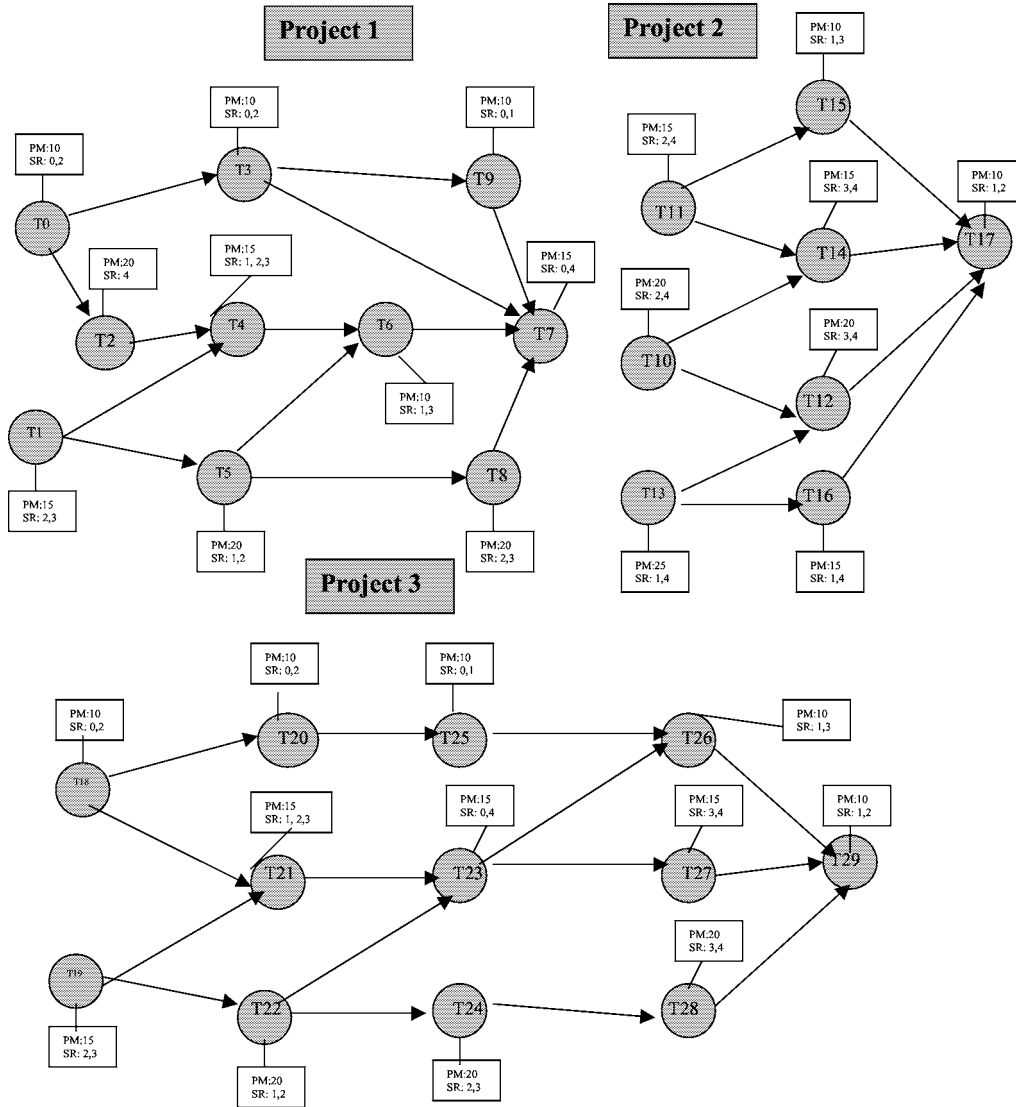 Project 1
PM:10
SR: 0,2
T3
PM:10
SR: 0,1
T9
PM:10
SR: 0,2
T0
PM:20
SR: 4
T2
PM:15
SR: 1, 2,3
T4
T6
PM:10
SR: 1,3
PM:15
SR: 0,4
T7
T1
PM:15
SR: 2,3
T5
PM:20
SR: 1,2
T8
PM:20
SR: 2,3
Project 2
PM:10
SR: 1,3
T15
PM:15
SR: 2,4
T11
PM:15
SR: 3,4
T14
PM:10
SR: 1,2
T17
PM:20
SR: 2,4
T10
PM:20
SR: 3,4
T12
T13
PM:25
SR: 1,4
T16
PM:15
SR: 1,4
Project 3
PM:10
SR: 0,2
T18
PM:10
SR: 0,2
T20
PM:10
SR: 0,1
T25
T26
PM:10
SR: 1,3
PM:15
SR: 1, 2,3
T21
PM:15
SR: 0,4
T23
PM:15
SR: 3,4
T27
PM:10
SR: 1,2
T29
T19
PM:15
SR: 2,3
T22
PM:20
SR: 1,2
T24
PM:20
SR: 2,3
PM:20
SR: 3,4
T28